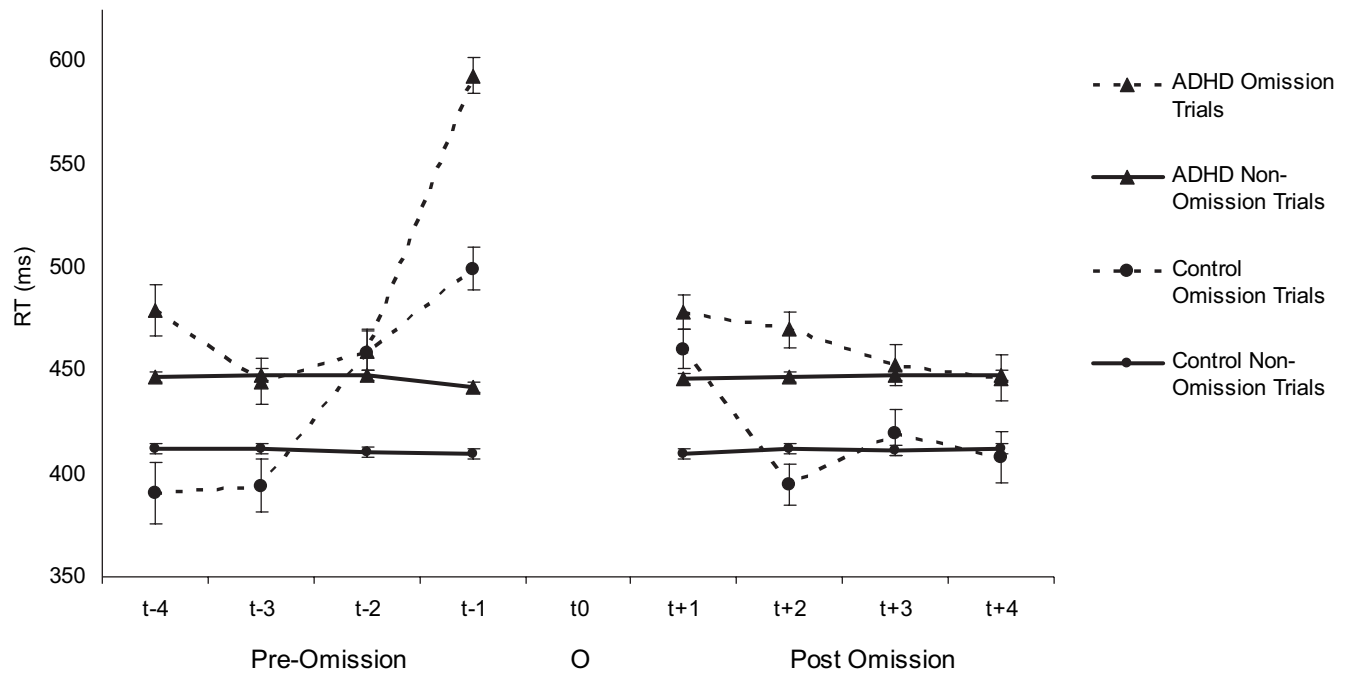 600
550
500
450
400
350
RT (ms)
t-4
t-3
t-2
t-1
t0
t+1
t+2
t+3
t+4
Pre-Omission
O
Post Omission
ADHD Omission
Trials
ADHD Non-
Omission Trials
Control
Omission Trials
Control Non-
Omission Trials